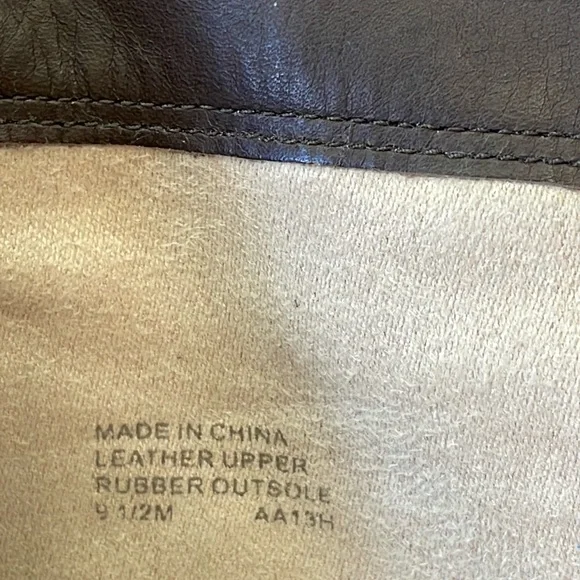 MADE IN CHINA
LEATHER UPPER
RUBBER OUTSOLE
9 1/2M AA13H